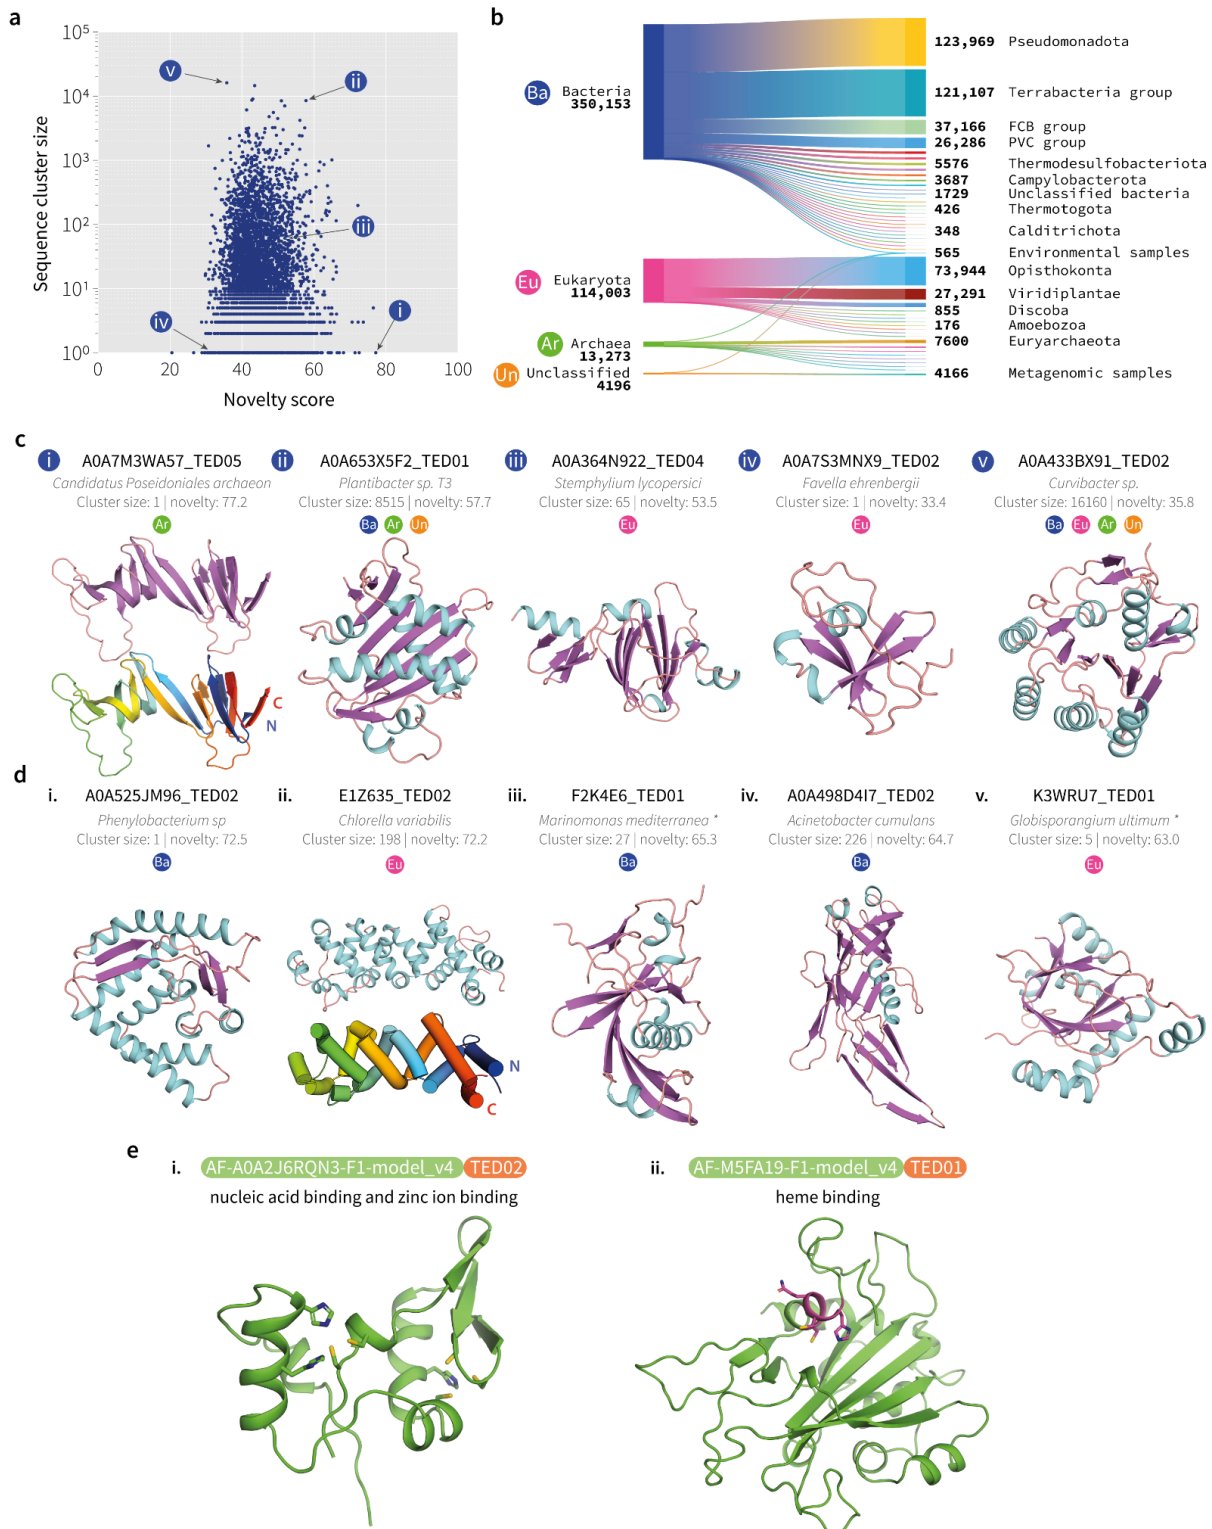 a
Sequence cluster size
10⁵
10⁴
10³
10²
10¹
10⁰
0
20
40
60
80
100
Novelty score
v
ii
iii
iv
i
b
Ba
Bacteria
350,153
Eu
Eukaryota
114,003
Ar
Archaea
13,273
Un
Unclassified
4196
123,969 Pseudomonadota
121,107 Terrabacteria group
37,166 FCB group
26,286 PVC group
5576 Thermodesulfobacteriota
3687 Campylobacterota
1729 Unclassified bacteria
426 Thermotogota
348 Calditrichota
565 Environmental samples
73,944 Opisthokonta
27,291 Viridiplantae
855 Discoba
176 Amoebozoa
7600 Euryarchaeota
4166 Metagenomic samples
c
i A0A7M3WA57_TED05
Candidatus Poseidoniales archaeon
Cluster size: 1 | novelty: 77.2
Ar
C
N
ii A0A653X5F2_TED01
Plantibacter sp. T3
Cluster size: 8515 | novelty: 57.7
Ba Ar Un
iii A0A364N922_TED04
Stemphylium lycopersici
Cluster size: 65 | novelty: 53.5
Eu
iv A0A7S3MNX9_TED02
Favella ehrenbergii
Cluster size: 1 | novelty: 33.4
Eu
v A0A433BX91_TED02
Curvibacter sp.
Cluster size: 16160 | novelty: 35.8
Ba Eu Ar Un
d
i. A0A525JM96_TED02
Phenylobacterium sp
Cluster size: 1 | novelty: 72.5
Ba
ii. E1Z635_TED02
Chlorella variabilis
Cluster size: 198 | novelty: 72.2
Eu
N
C
iii. F2K4E6_TED01
Marinomonas mediterranea *
Cluster size: 27 | novelty: 65.3
Ba
iv. A0A498D4I7_TED02
Acinetobacter cumulans
Cluster size: 226 | novelty: 64.7
Ba
v. K3WRU7_TED01
Globisporangium ultimum *
Cluster size: 5 | novelty: 63.0
Eu
e
i. AF-A0A2J6RQN3-F1-model_v4 TED02
nucleic acid binding and zinc ion binding
ii. AF-M5FA19-F1-model_v4 TED01
heme binding